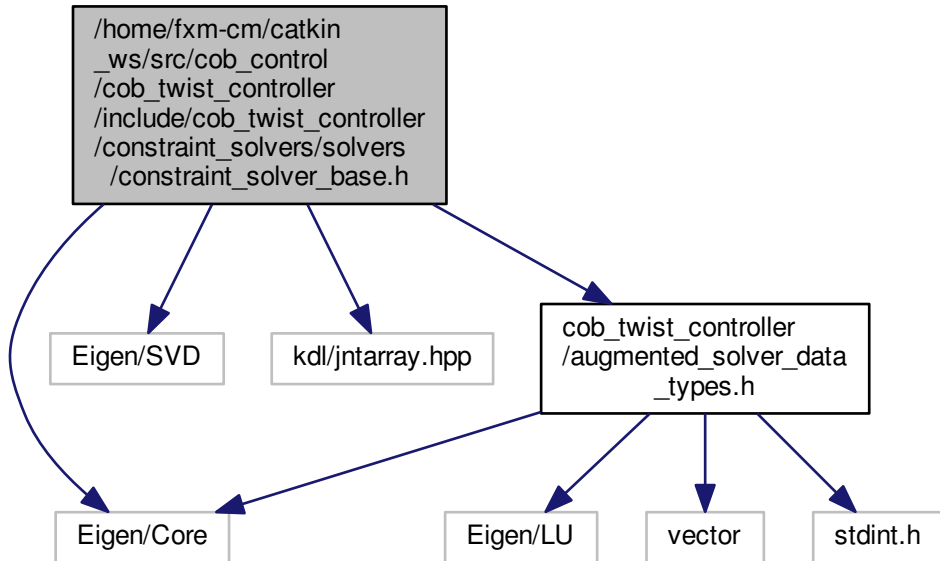 /home/fxm-cm/catkin
_ws/src/cob_control
/cob_twist_controller
/include/cob_twist_controller
/constraint_solvers/solvers
/constraint_solver_base.h
Eigen/SVD
kdl/jntarray.hpp
cob_twist_controller
/augmented_solver_data
_types.h
Eigen/Core
Eigen/LU
vector
stdint.h